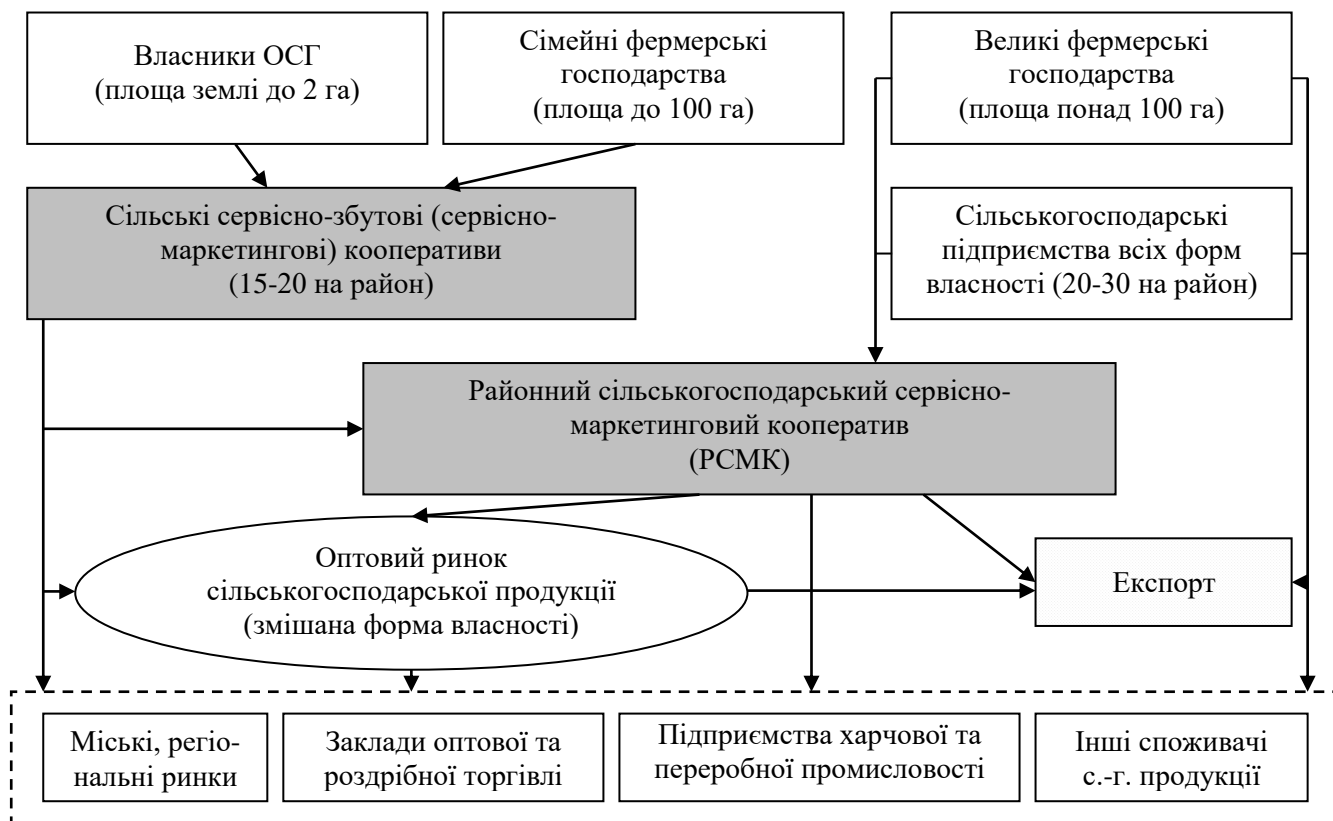 Власники ОСГ
(площа землі до 2 га)
Сімейні фермерські
господарства
(площа до 100 га)
Великі фермерські
господарства
(площа понад 100 га)
Сільські сервісно-збутові (сервісно-
маркетингові) кооперативи
(15-20 на район)
Сільськогосподарські
підприємства всіх форм
власності (20-30 на район)
Районний сільськогосподарський сервісно-
маркетинговий кооператив
(РСМК)
Оптовий ринок
сільськогосподарської продукції
(змішана форма власності)
Експорт
Міські, регіо-
нальні ринки
Заклади оптової та
роздрібної торгівлі
Підприємства харчової та
переробної промисловості
Інші споживачі
с.-г. продукції